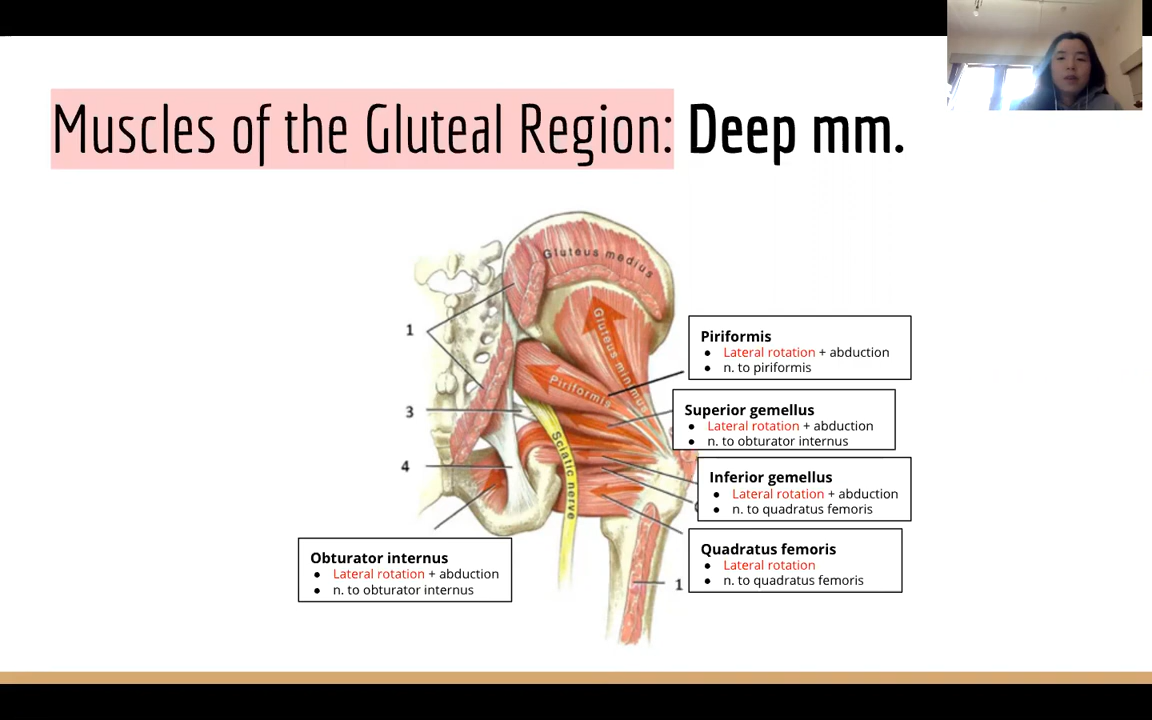 Muscles of the Gluteal Region: Deep mm.
Gluteus medius
1
Gluteus minimus
Piriformis
● Lateral rotation + abduction
● n. to piriformis
Piriformis
3
Superior gemellus
● Lateral rotation + abduction
● n. to obturator internus
Sciatic nerve
4
Inferior gemellus
● Lateral rotation + abduction
● n. to quadratus femoris
Obturator internus
● Lateral rotation + abduction
● n. to obturator internus
Quadratus femoris
● Lateral rotation
● n. to quadratus femoris
1